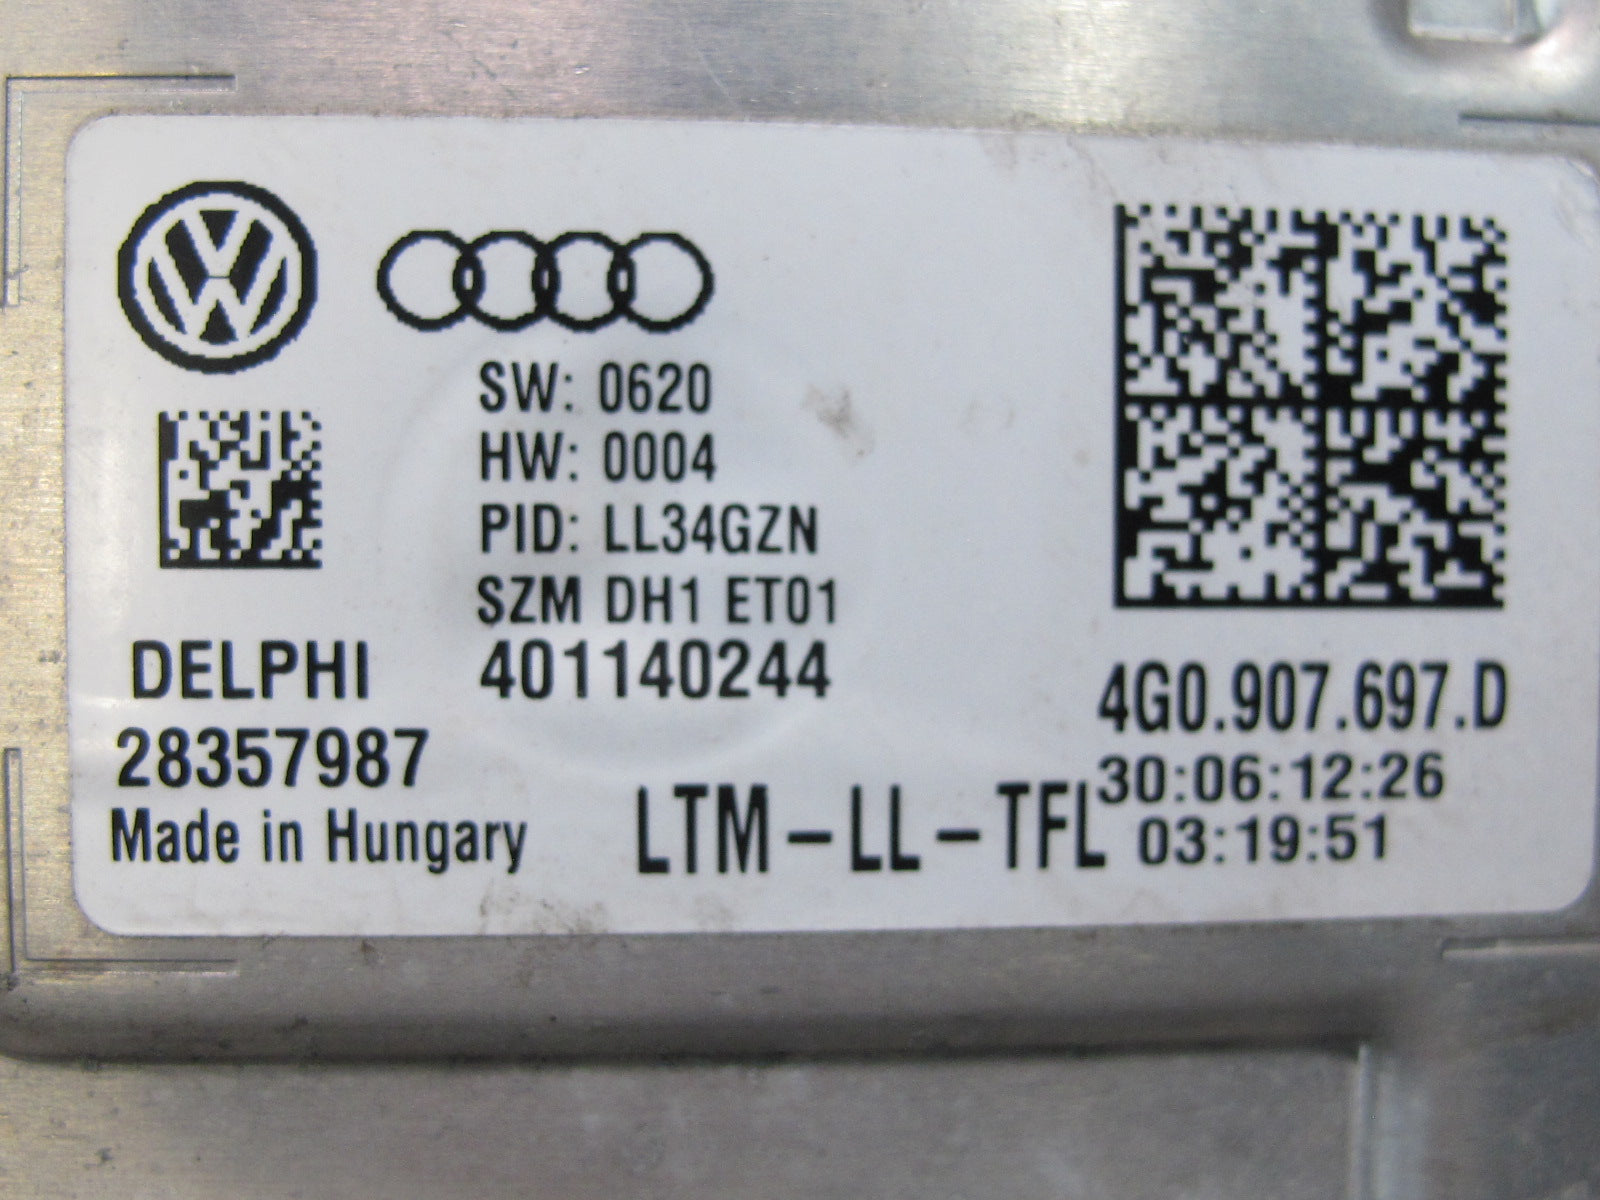 SW: 0620
HW: 0004
PID: LL34GZN
SZM DH1 ET01
DELPHI 401140244
28357987
Made in Hungary
LTM-LL-TFL
4G0.907.697.D
30:06:12:26
03:19:51